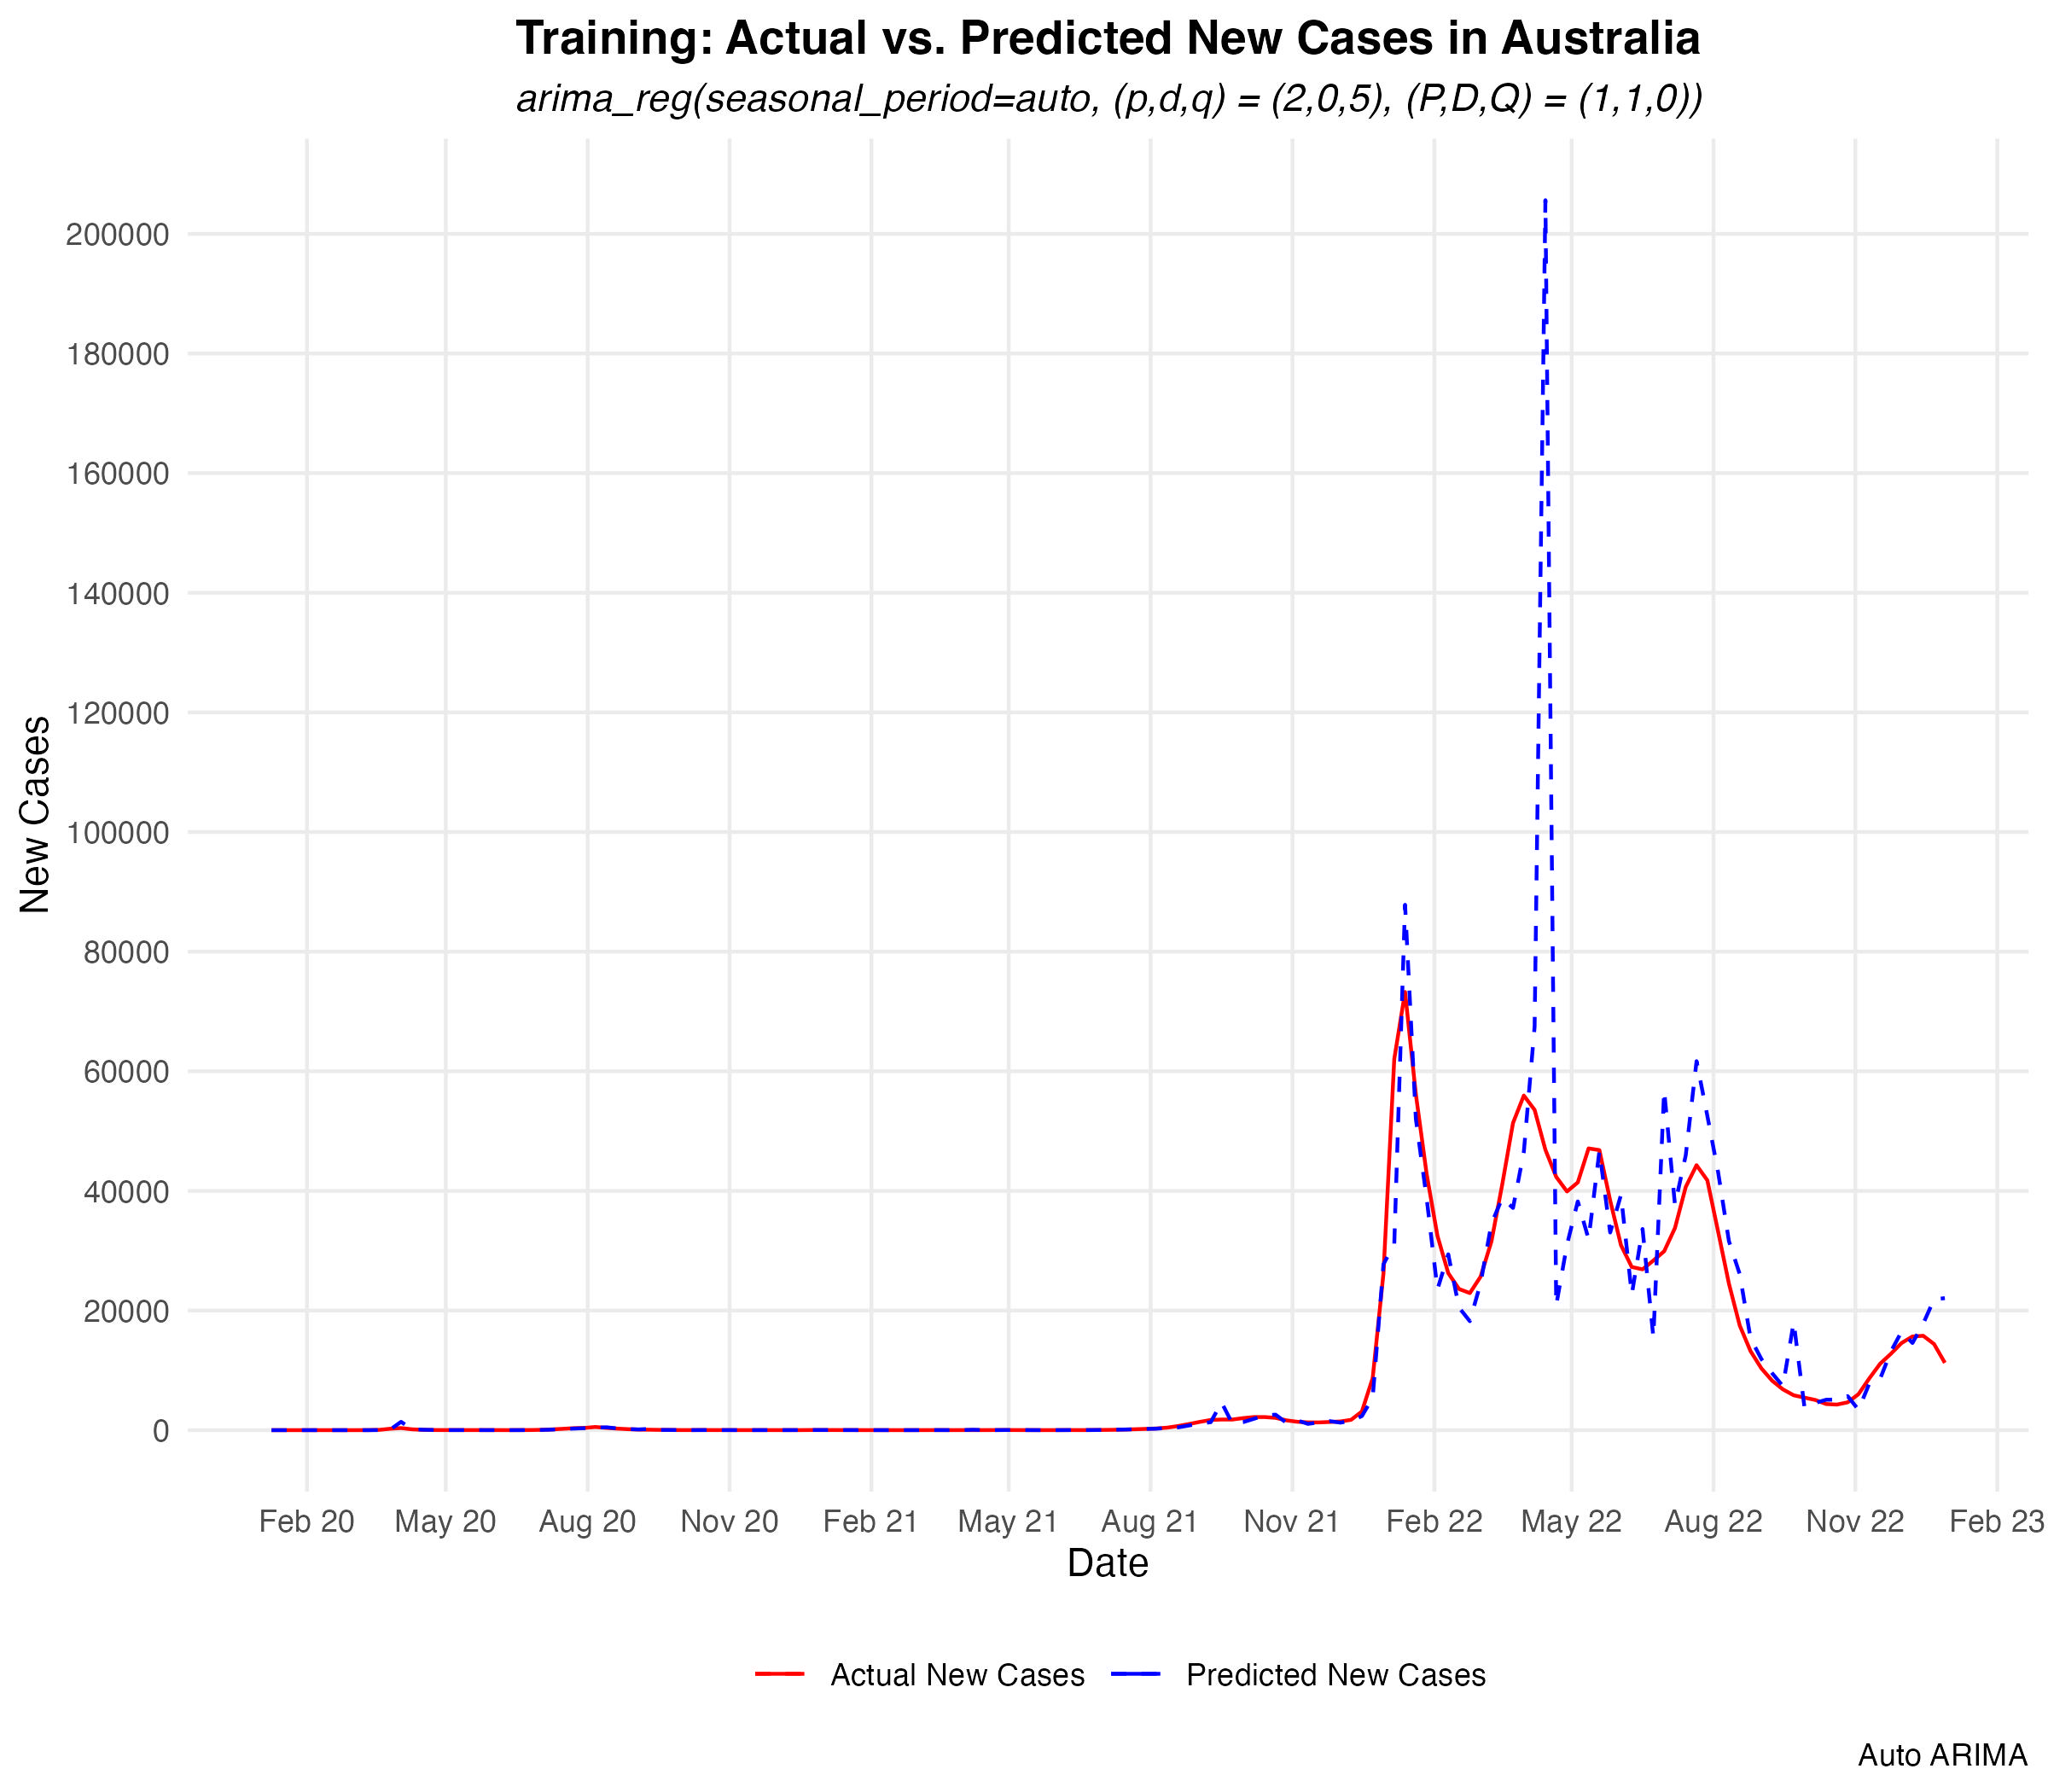 Training: Actual vs. Predicted New Cases in Australia
arima_reg(seasonal_period=auto, (p,d,q) = (2,0,5), (P,D,Q) = (1,1,0))
New Cases
200000
180000
160000
140000
120000
100000
80000
60000
40000
20000
0
Feb 20 May 20 Aug 20 Nov 20 Feb 21 May 21 Aug 21 Nov 21 Feb 22 May 22 Aug 22 Nov 22 Feb 23
Date
Actual New Cases Predicted New Cases
Auto ARIMA